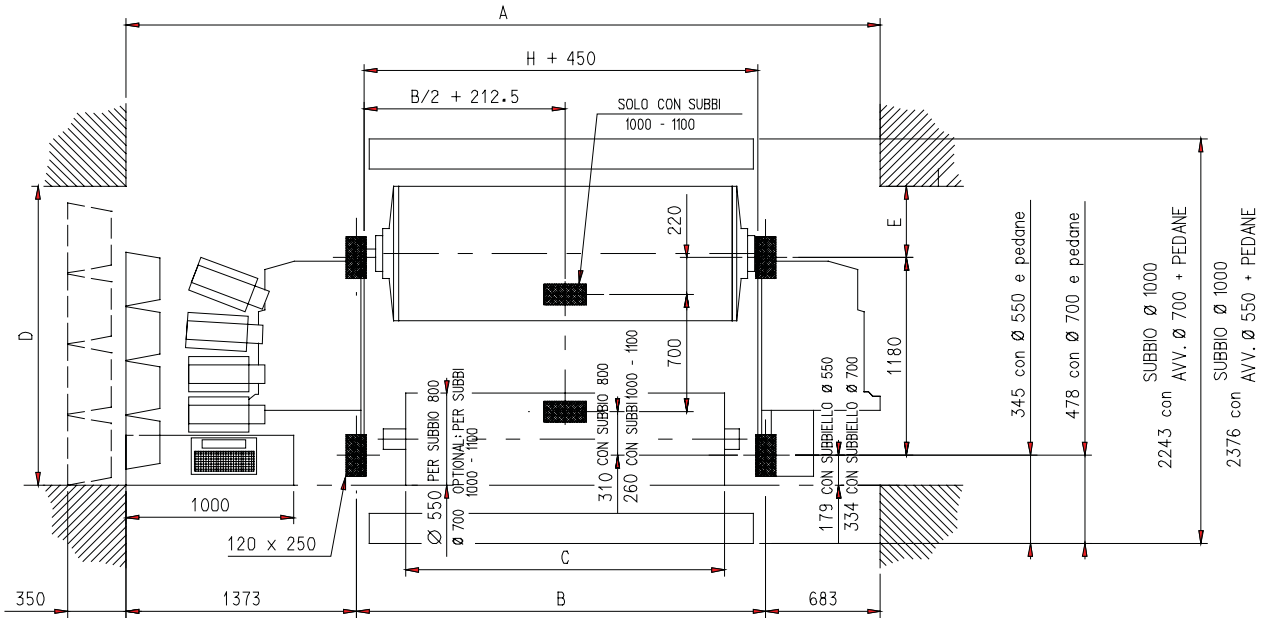 A
H + 450
B/2 + 212.5
SOLO CON SUBBI
1000 - 1100
220
E
D
700
1180
345 con Ø 550 e pedane
478 con Ø 700 e pedane
2243 con SUBBIO Ø 1000
AVV. Ø 700 + PEDANE
2376 con SUBBIO Ø 1000
AVV. Ø 550 + PEDANE
Ø 550 PER SUBBIO 800
Ø 700 OPTIONAL: PER SUBBI
1000 - 1100
310 CON SUBBIO 800
260 CON SUBBI 1000 - 1100
179 CON SUBBIELLO Ø 550
334 CON SUBBIELLO Ø 700
1000
120 x 250
C
350
1373
B
683